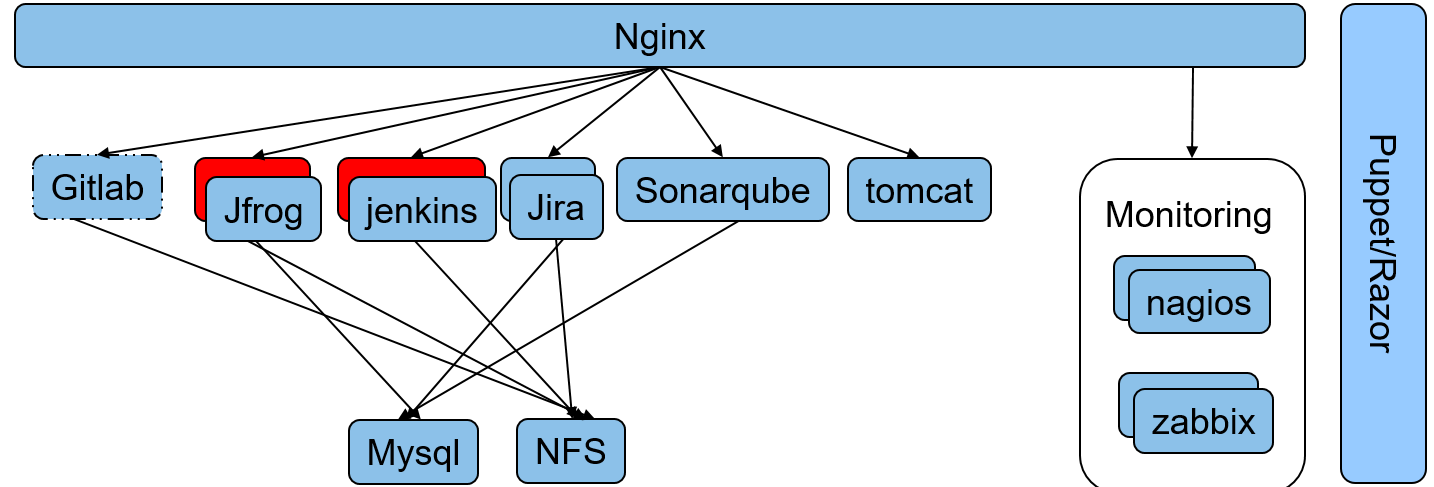 Nginx
Gitlab
Jfrog
jenkins
Jira
Sonarqube
tomcat
Monitoring
nagios
zabbix
Mysql
NFS
Puppet/Razor